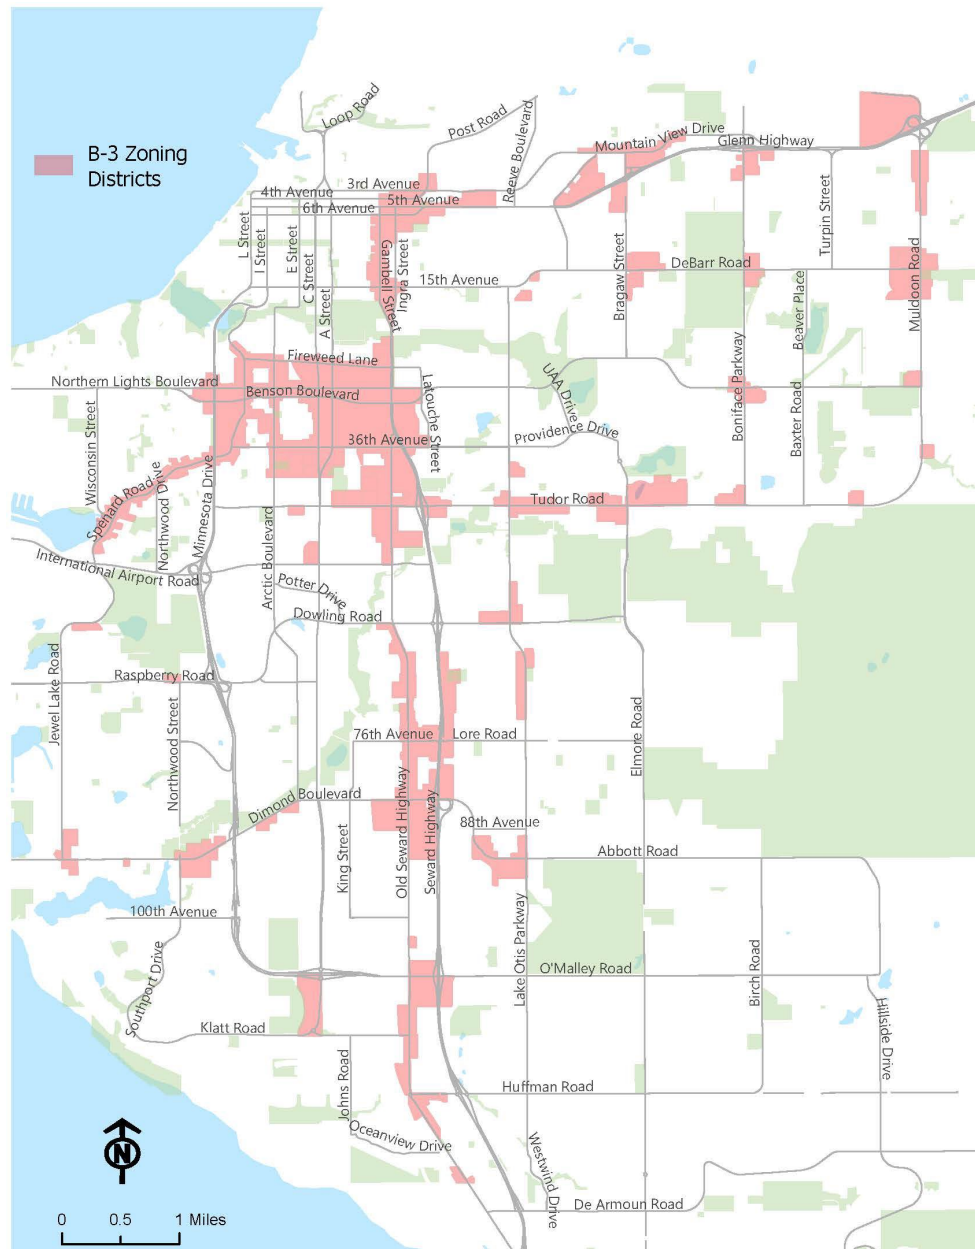 Loop Road
Post Road
Reeve Boulevard
Mountain View Drive
Glenn Highway
B-3 Zoning
Districts
3rd Avenue
4th Avenue
5th Avenue
6th Avenue
L Street
I Street
E Street
C Street
A Street
Gambell Street
Ingra Street
15th Avenue
Bragaw Street
DeBarr Road
Turpin Street
Muldoon Road
Beaver Place
Fireweed Lane
Northern Lights Boulevard
Benson Boulevard
Latouche Street
UAA Drive
Boniface Parkway
Baxter Road
Wisconsin Street
36th Avenue
Providence Drive
Spenard Road
Northwood Drive
Minnesota Drive
Tudor Road
International Airport Road
Arctic Boulevard
Potter Drive
Dowling Road
Jewel Lake Road
Raspberry Road
Northwood Street
76th Avenue
Lore Road
Elmore Road
Dimond Boulevard
King Street
Old Seward Highway
Seward Highway
88th Avenue
Abbott Road
100th Avenue
Southport Drive
Lake Otis Parkway
O'Malley Road
Birch Road
Hillside Drive
Klatt Road
Johns Road
Huffman Road
Oceanview Drive
Westwind Drive
De Armoun Road
N
0 0.5 1 Miles